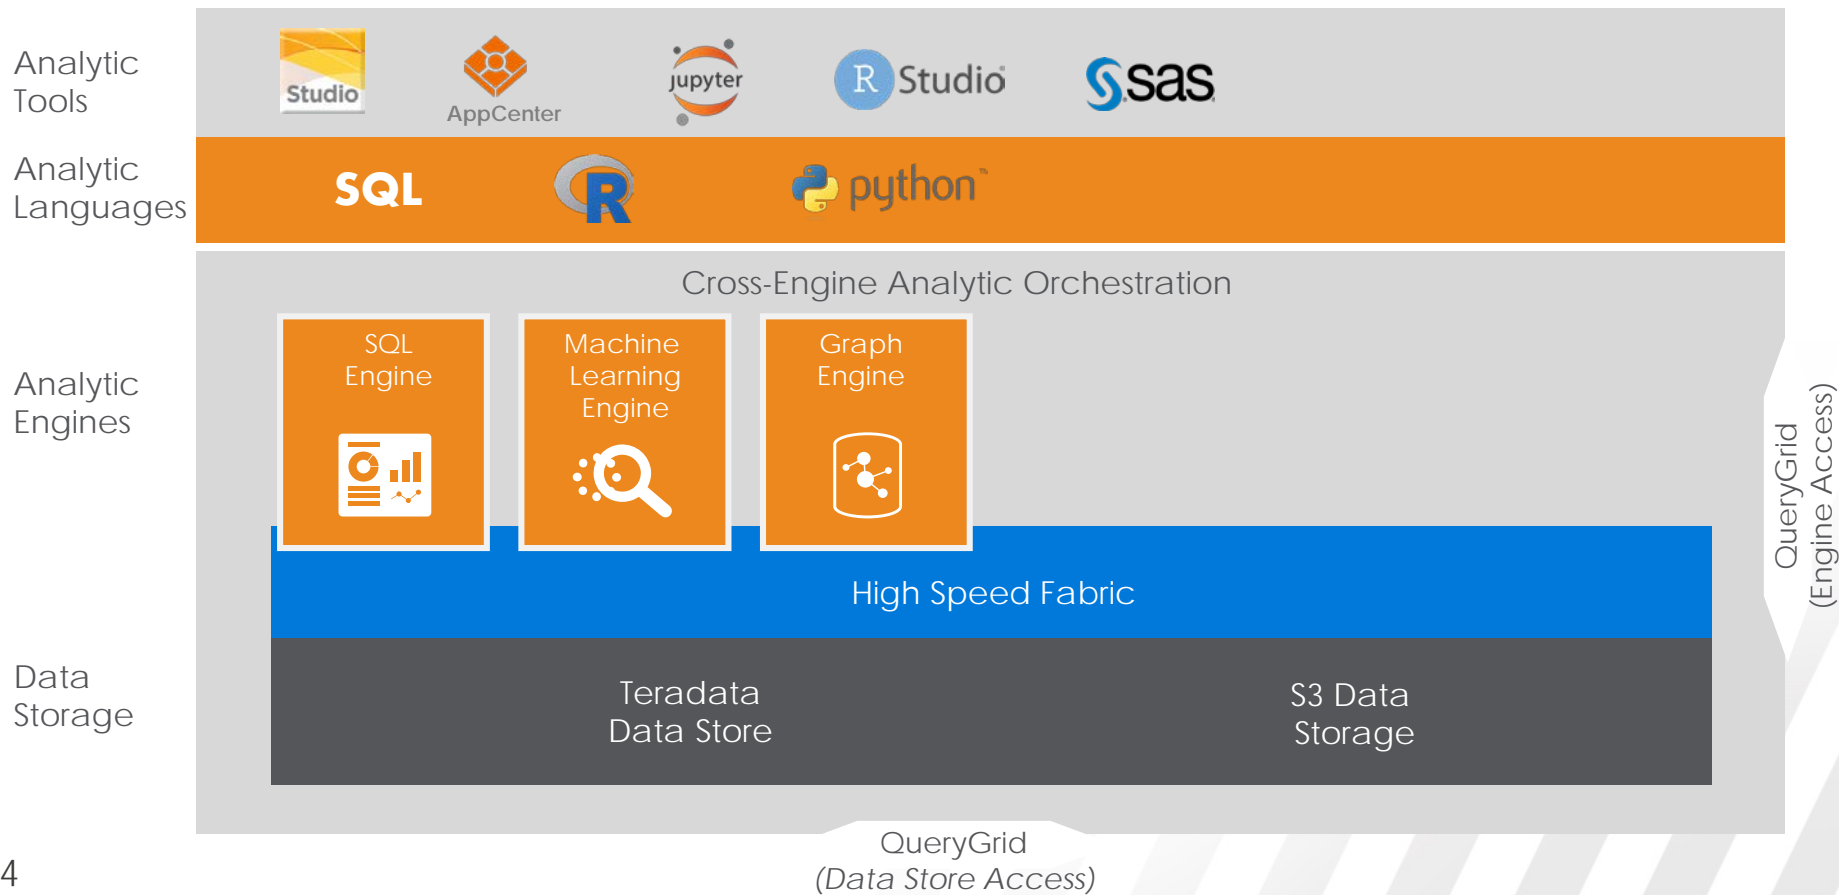 Analytic
Tools
Studio
AppCenter
jupyter
R Studio
sas
Analytic
Languages
SQL
R
python™
Cross-Engine Analytic Orchestration
Analytic
Engines
SQL
Engine
Machine
Learning
Engine
Graph
Engine
QueryGrid
(Engine Access)
High Speed Fabric
Data
Storage
Teradata
Data Store
S3 Data
Storage
QueryGrid
(Data Store Access)
4